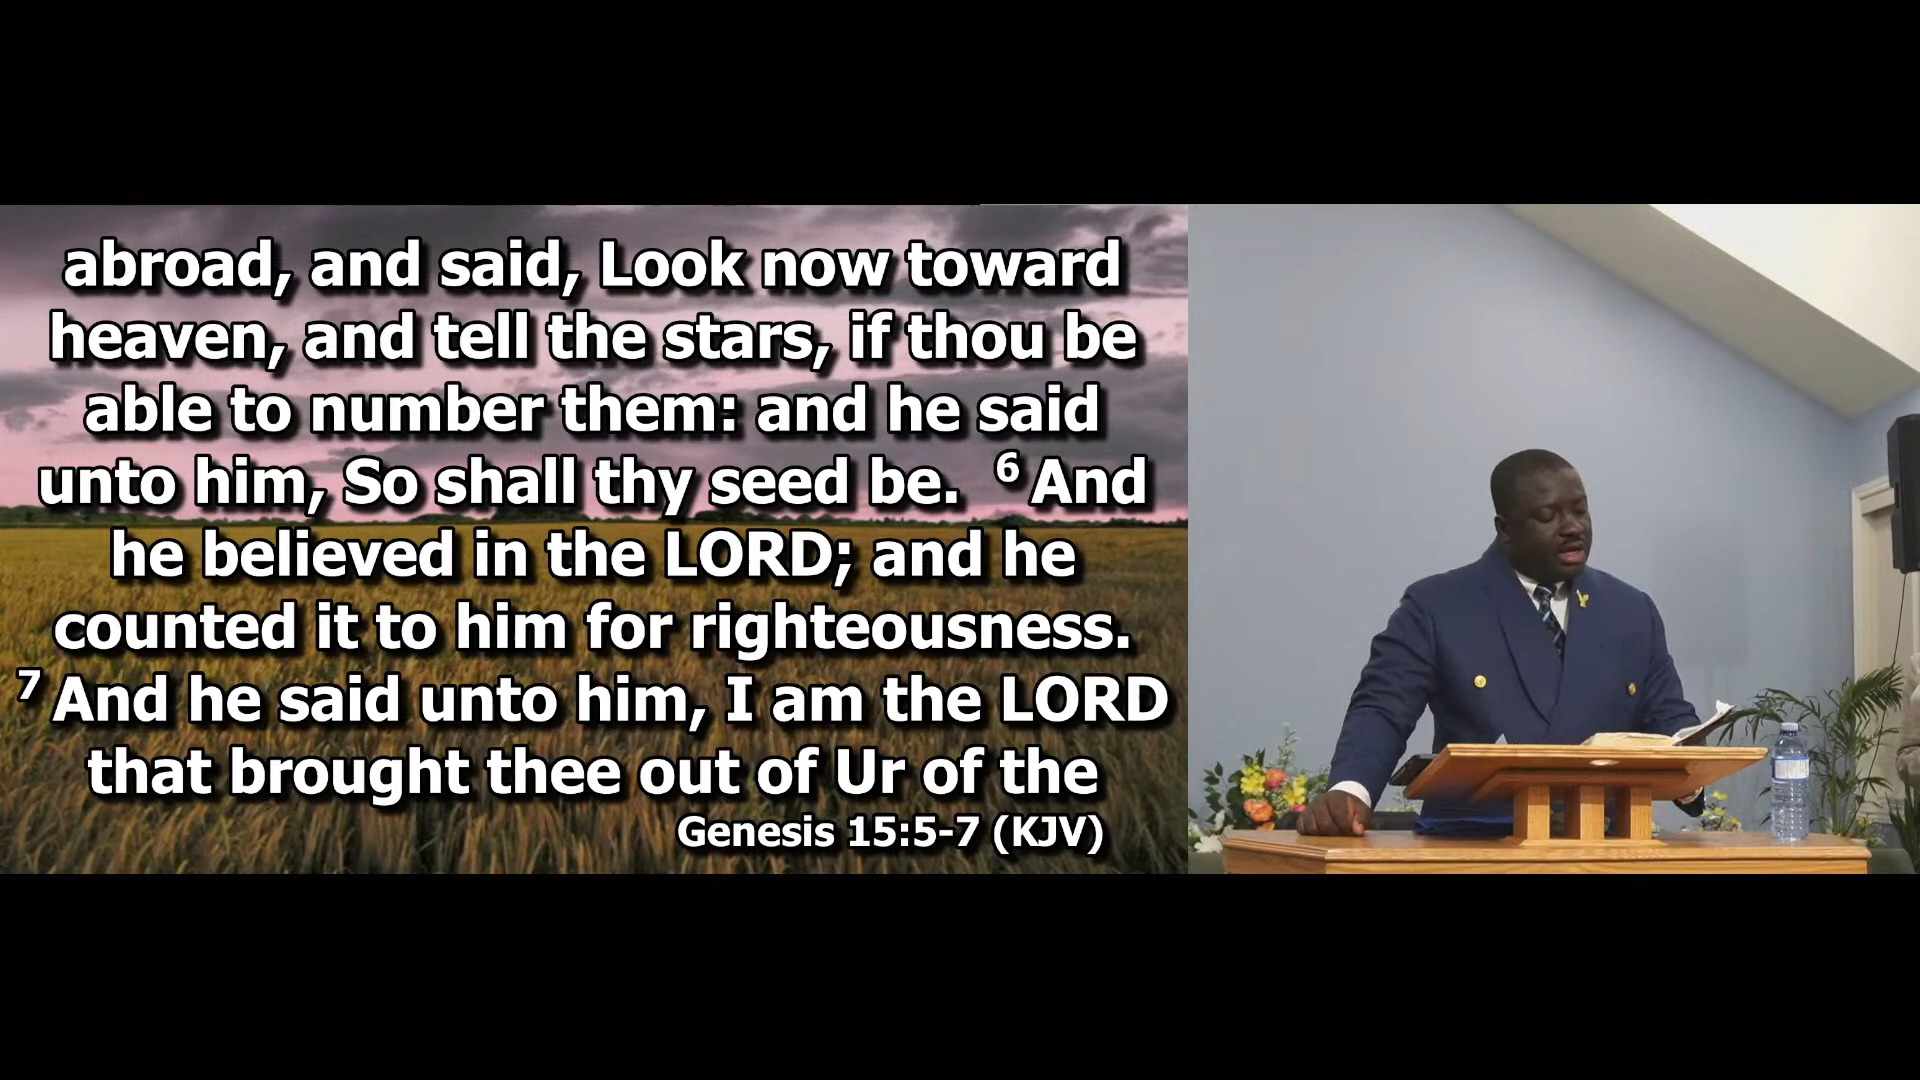 abroad, and said, Look now toward
heaven, and tell the stars, if thou be
able to number them: and he said
unto him, So shall thy seed be. ⁶ And
he believed in the LORD; and he
counted it to him for righteousness.
⁷ And he said unto him, I am the LORD
that brought thee out of Ur of the
Genesis 15:5-7 (KJV)